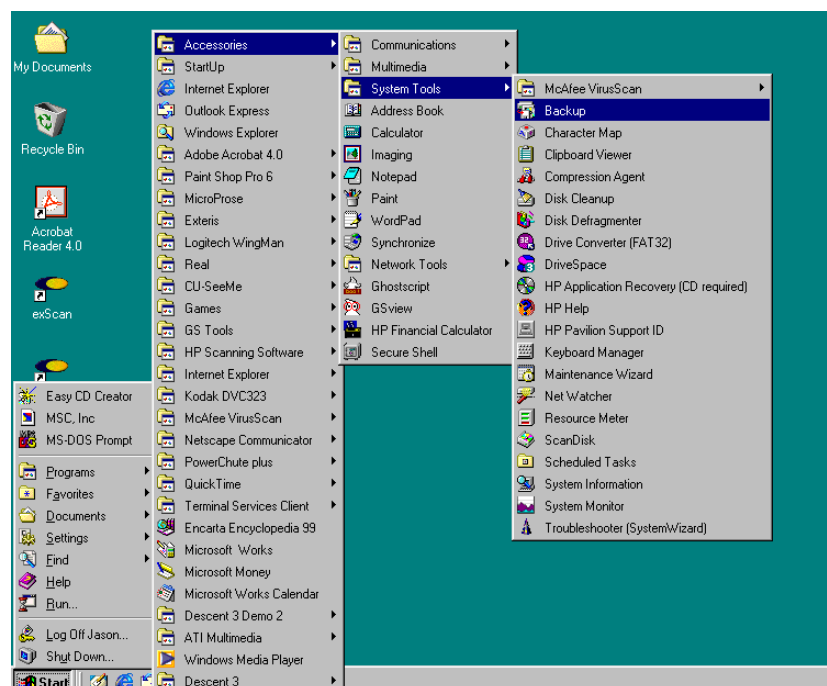 My Documents
Recycle Bin
Acrobat
Reader 4.0
exScan
Easy CD Creator
MSC, Inc
MS-DOS Prompt
Programs
Favorites
Documents
Settings
Find
Help
Run...
Log Off Jason...
Shut Down...
Start
Accessories
StartUp
Internet Explorer
Outlook Express
Windows Explorer
Adobe Acrobat 4.0
Paint Shop Pro 6
MicroProse
Exteris
Logitech WingMan
Real
CU-SeeMe
Games
GS Tools
HP Scanning Software
Internet Explorer
Kodak DVC323
McAfee VirusScan
Netscape Communicator
PowerChute plus
QuickTime
Terminal Services Client
Encarta Encyclopedia 99
Microsoft Works
Microsoft Money
Microsoft Works Calendar
Descent 3 Demo 2
ATI Multimedia
Windows Media Player
Descent 3
Communications
Multimedia
System Tools
Address Book
Calculator
Imaging
Notepad
Paint
WordPad
Synchronize
Network Tools
Ghostscript
GSview
HP Financial Calculator
Secure Shell
McAfee VirusScan
Backup
Character Map
Clipboard Viewer
Compression Agent
Disk Cleanup
Disk Defragmenter
Drive Converter (FAT32)
DriveSpace
HP Application Recovery (CD required)
HP Help
HP Pavilion Support ID
Keyboard Manager
Maintenance Wizard
Net Watcher
Resource Meter
ScanDisk
Scheduled Tasks
System Information
System Monitor
Troubleshooter (SystemWizard)